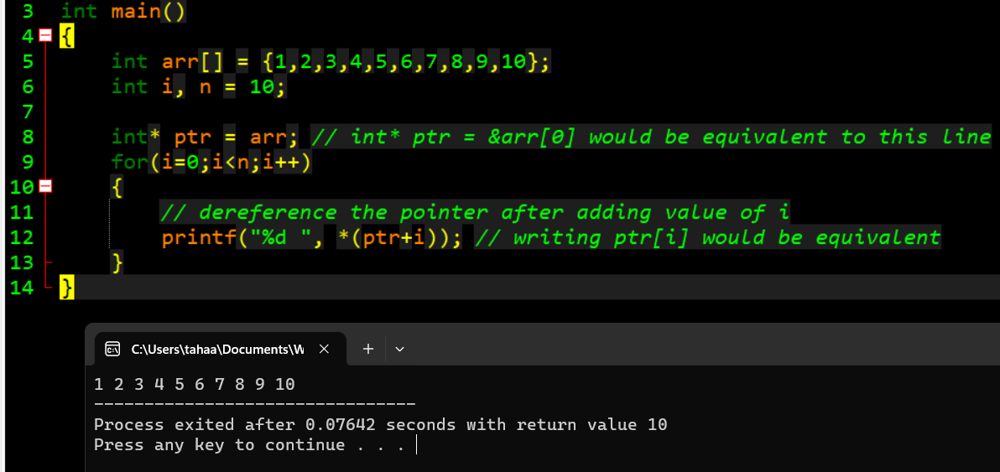 3 int main()
4 {
5 int arr[] = {1,2,3,4,5,6,7,8,9,10};
6 int i, n = 10;
7
8 int* ptr = arr; // int* ptr = &arr[0] would be equivalent to this line
9 for(i=0;i<n;i++)
10 {
11 // dereference the pointer after adding value of i
12 printf("%d ", *(ptr+i)); // writing ptr[i] would be equivalent
13 }
14 }
C:\Users\tahaa\Documents\W
1 2 3 4 5 6 7 8 9 10
--------------------------------
Process exited after 0.07642 seconds with return value 10
Press any key to continue . . .